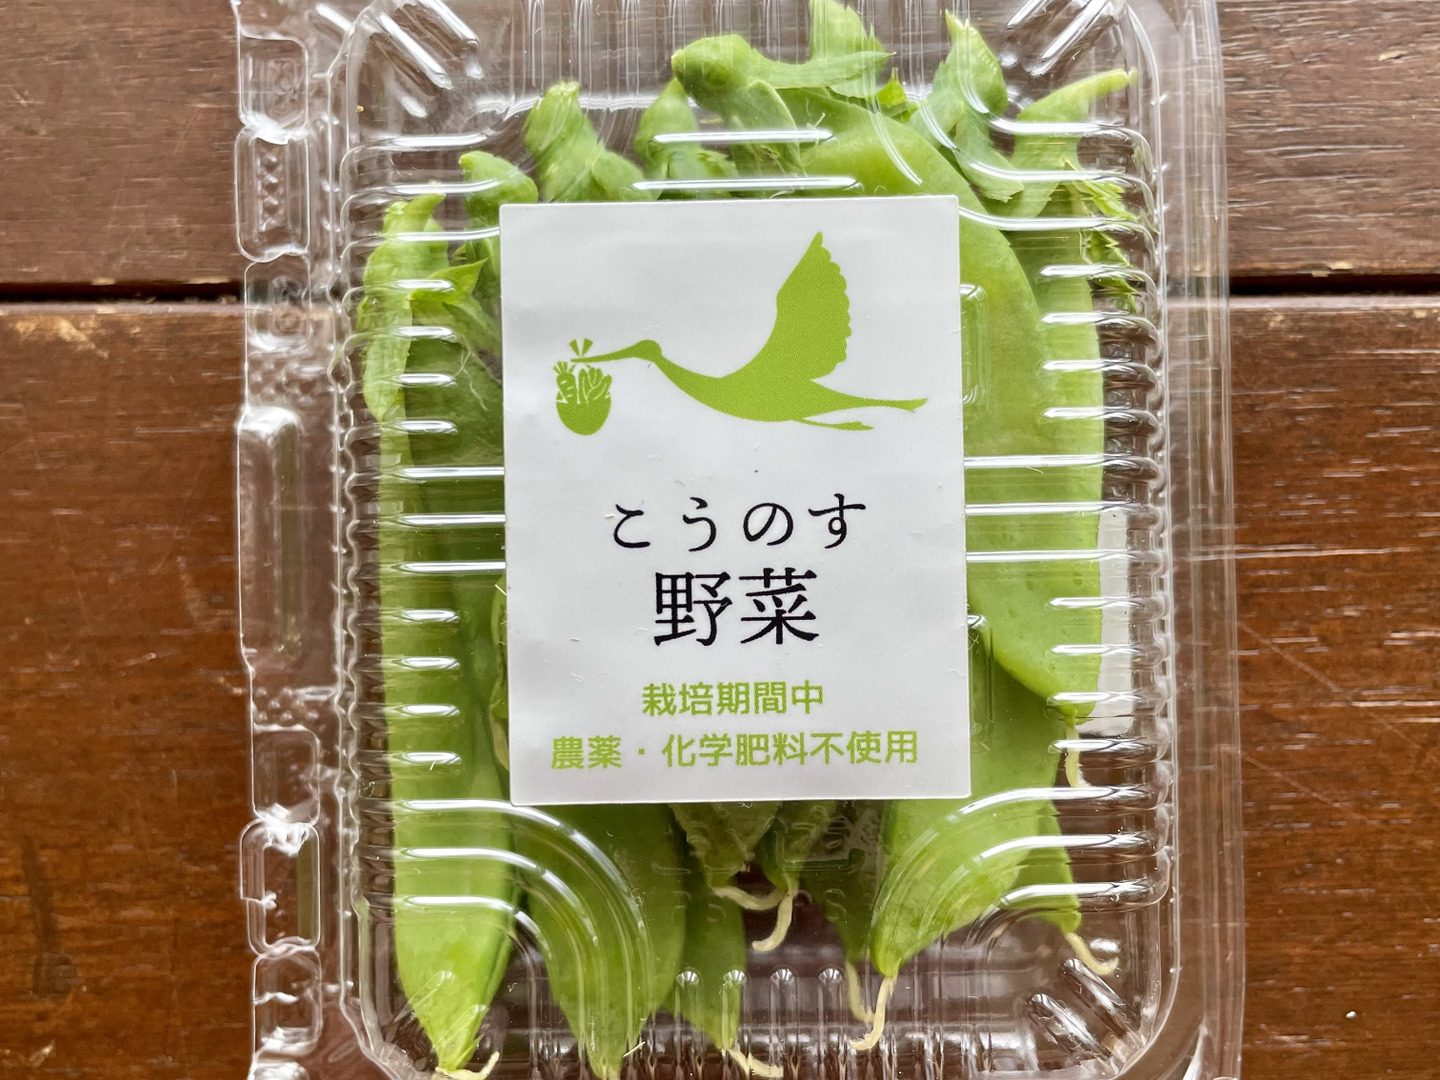 こうのす
野菜
栽培期間中
農薬・化学肥料不使用